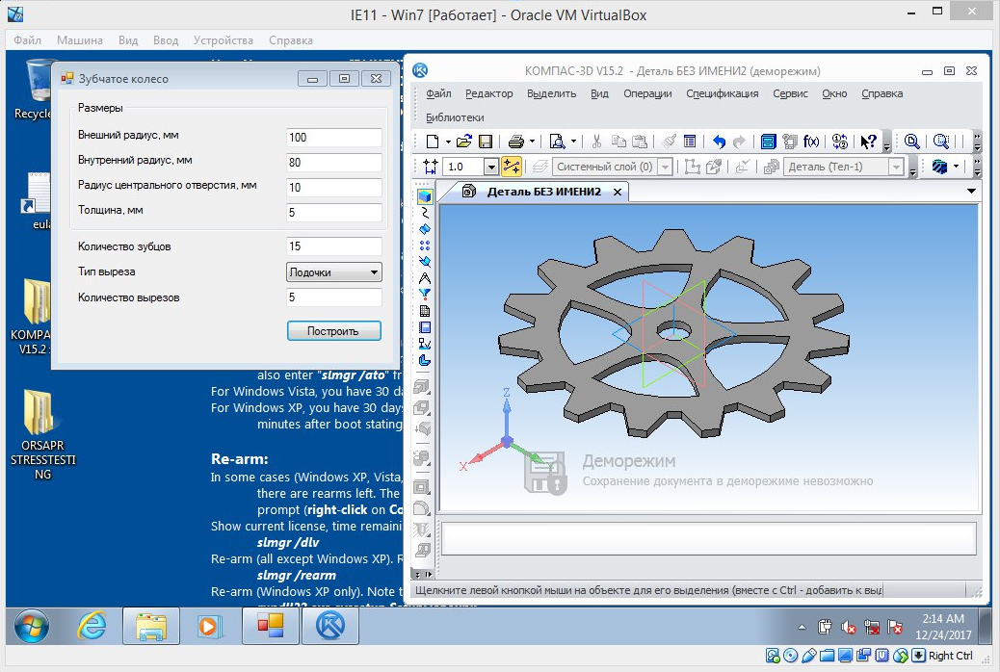 IE11 - Win7 [Работает] - Oracle VM VirtualBox
Файл Машина Вид Ввод Устройства Справка
Recycle
eula
KOMPA
V15.2
ORSAPR
STRESSTESTI
NG
Зубчатое колесо
Размеры
Внешний радиус, мм 100
Внутренний радиус, мм 80
Радиус центрального отверстия, мм 10
Толщина, мм 5
Количество зубцов 15
Тип выреза Лодочки
Количество вырезов 5
Построить
also enter "slmgr /ato" fr
For Windows Vista, you have 30 da
For Windows XP, you have 30 days
minutes after boot stating
Re-arm:
In some cases (Windows XP, Vista,
there are rearms left. The
prompt (right-click on Co
Show current license, time remaini
slmgr /dlv
Re-arm (all except Windows XP). R
slmgr /rearm
Re-arm (Windows XP only). Note t
КОМПАС-3D V15.2 - Деталь БЕЗ ИМЕНИ2 (деморежим)
Файл Редактор Выделить Вид Операции Спецификация Сервис Окно Справка
Библиотеки
f(x)
1.0 Системный слой (0) Деталь (Тел-1)
Деталь БЕЗ ИМЕНИ2
Z
X
Деморежим
Сохранение документа в деморежиме невозможно
Щелкните левой кнопкой мыши на объекте для его выделения (вместе с Ctrl - добавить к выд
2:14 AM
12/24/2017
Right Ctrl